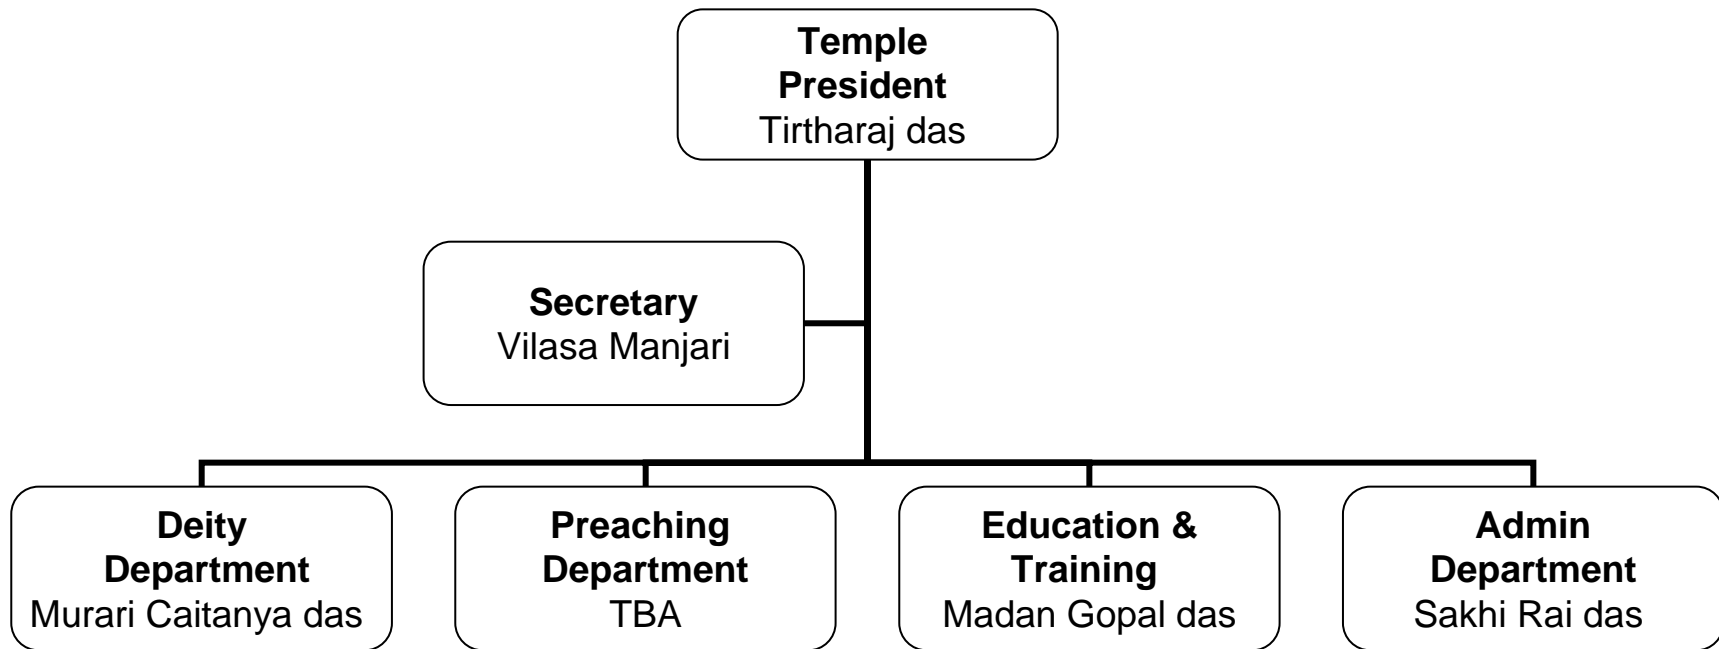 Temple
President
Tirtharaj das
Secretary
Vilasa Manjari
Deity
Department
Murari Caitanya das
Preaching
Department
TBA
Education &
Training
Madan Gopal das
Admin
Department
Sakhi Rai das